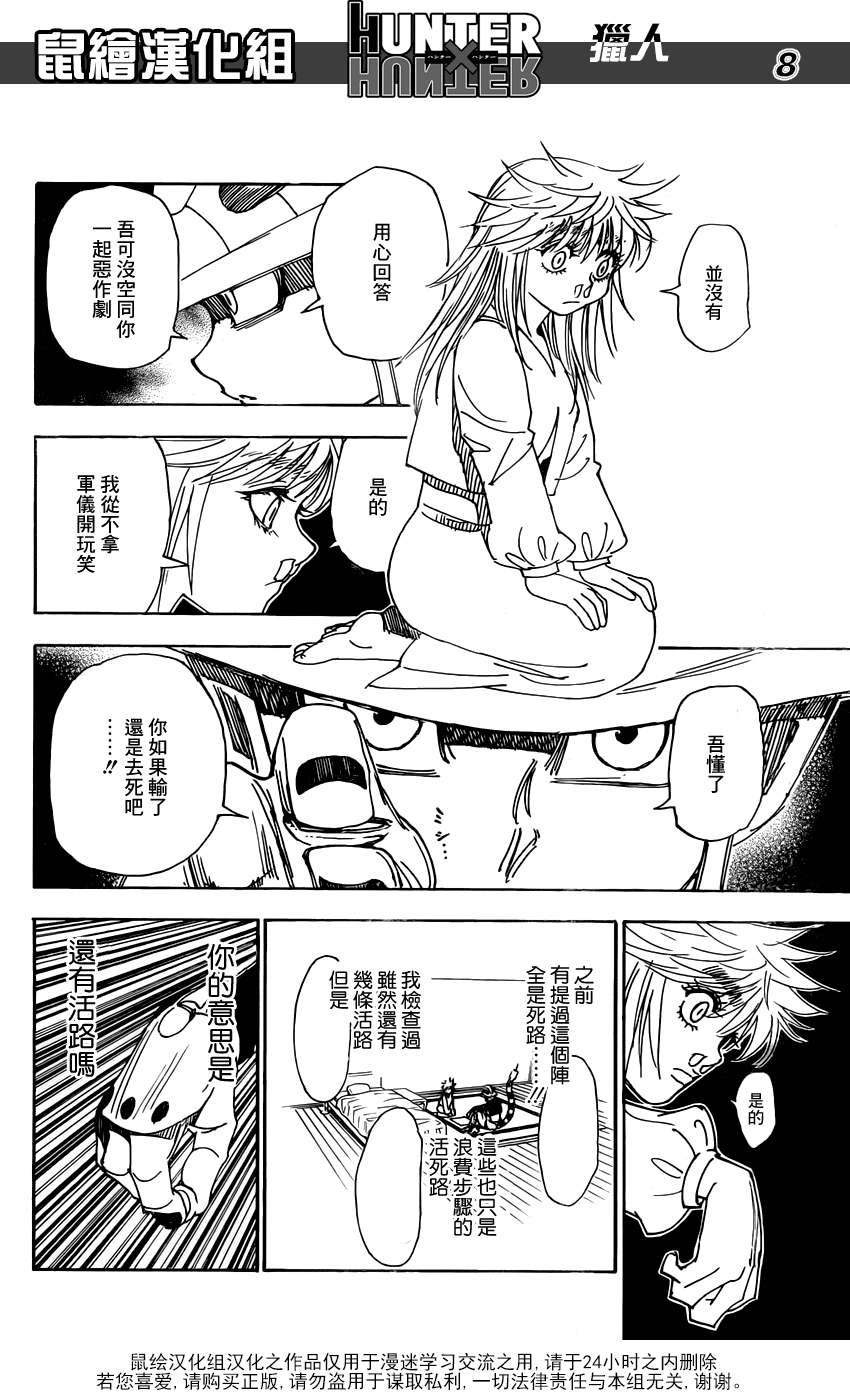 鼠繪漢化組
HUNTER
×
HUNTER
ハンター
ハンター
獵人
8
並沒有
用心回答
吾可沒空同你
一起惡作劇
是的
我從不拿
軍儀開玩笑
吾懂了
你如果輸了
還是去死吧
……!!
是的
之前
有提過這個陣
全是死路……
我檢查過
雖然還有
幾條活路
但是
這些也只是
浪費步驟的
活死路
你的意思是
還有活路嗎
鼠绘汉化组汉化之作品仅用于漫迷学习交流之用，请于24小时之内删除
若您喜爱，请购买正版，请勿盗用于谋取私利，一切法律责任与本组无关，谢谢。